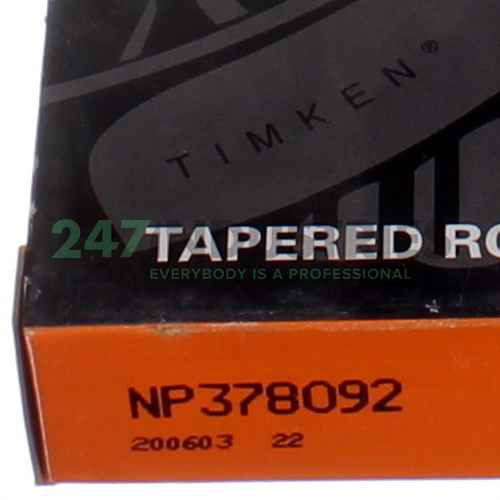 TIMKEN®
247
TAPERED RO
EVERYBODY IS A PROFESSIONAL
NP378092
200603 22